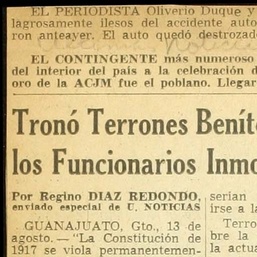 EL PERIODISTA Oliverio Duque y
lagrosamente ilesos del accidente auto
ron anteayer. El auto quedó destrozado
EL CONTINGENTE más numeroso
del interior del país a la celebración d
oro de la ACJM fue el poblano. Llegar
Tronó Terrones Beníte
los Funcionarios Inmo
Por Regino DIAZ REDONDO,
enviado especial de U. NOTICIAS
GUANAJUATO, Gto., 13 de
agosto. — "La Constitución de
1917 se viola permanentemen-
serían
irse a la
Terro
bre la
la actua